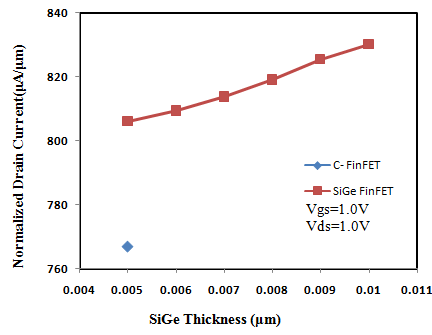 840
820
800
780
760
Normalized Drain Current(µA/µm)
C- FinFET
SiGe FinFET
Vgs=1.0V
Vds=1.0V
0.004 0.005 0.006 0.007 0.008 0.009 0.01 0.011
SiGe Thickness (µm)